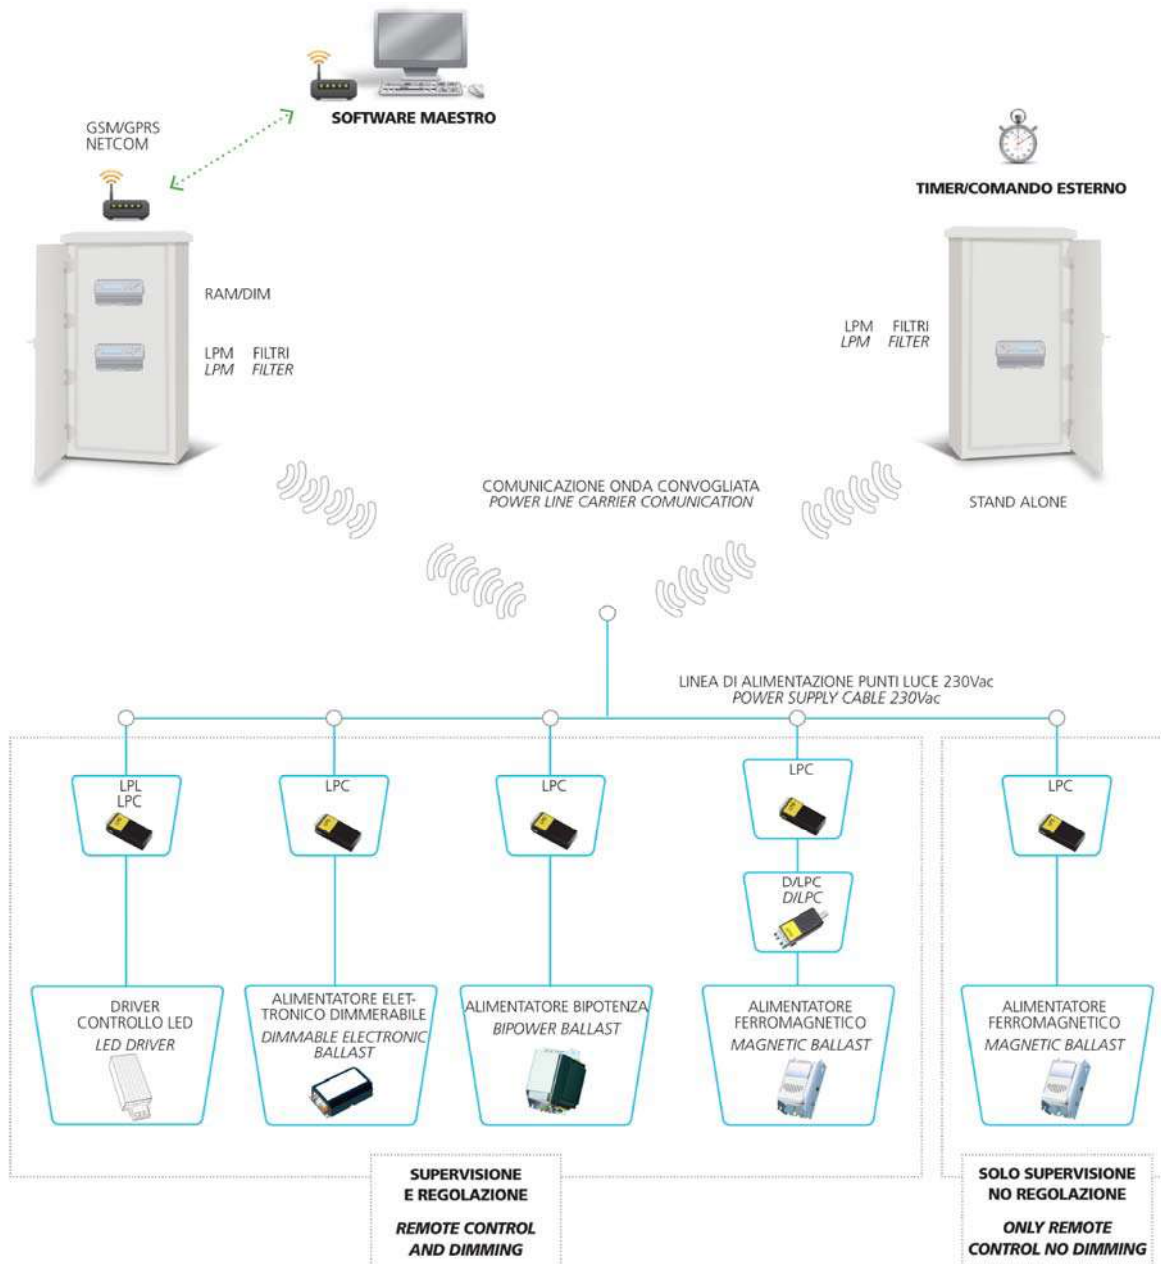 SOFTWARE MAESTRO
GSM/GPRS
NETCOM
TIMER/COMANDO ESTERNO
RAM/DIM
LPM FILTRI
LPM FILTER
LPM FILTRI
LPM FILTER
COMUNICAZIONE ONDA CONVOGLIATA
POWER LINE CARRIER COMUNICATION
STAND ALONE
LINEA DI ALIMENTAZIONE PUNTI LUCE 230Vac
POWER SUPPLY CABLE 230Vac
LPL
LPC
LPC
LPC
LPC
LPC
D/LPC
D/LPC
DRIVER
CONTROLLO LED
LED DRIVER
ALIMENTATORE ELET-
TRONICO DIMMERABILE
DIMMABLE ELECTRONIC
BALLAST
ALIMENTATORE BIPOTENZA
BIPOWER BALLAST
ALIMENTATORE
FERROMAGNETICO
MAGNETIC BALLAST
ALIMENTATORE
FERROMAGNETICO
MAGNETIC BALLAST
SUPERVISIONE
E REGOLAZIONE
REMOTE CONTROL
AND DIMMING
SOLO SUPERVISIONE
NO REGOLAZIONE
ONLY REMOTE
CONTROL NO DIMMING